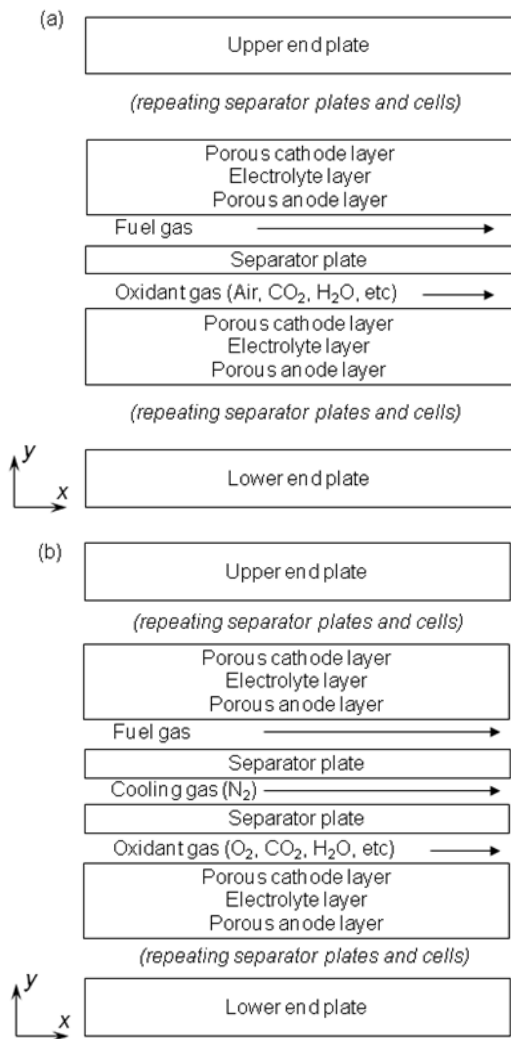 (a)
Upper end plate
(repeating separator plates and cells)
Porous cathode layer
Electrolyte layer
Porous anode layer
Fuel gas
Separator plate
Oxidant gas (Air, CO₂, H₂O, etc)
Porous cathode layer
Electrolyte layer
Porous anode layer
(repeating separator plates and cells)
y
x
Lower end plate
(b)
Upper end plate
(repeating separator plates and cells)
Porous cathode layer
Electrolyte layer
Porous anode layer
Fuel gas
Separator plate
Cooling gas (N₂)
Separator plate
Oxidant gas (O₂, CO₂, H₂O, etc)
Porous cathode layer
Electrolyte layer
Porous anode layer
(repeating separator plates and cells)
y
x
Lower end plate